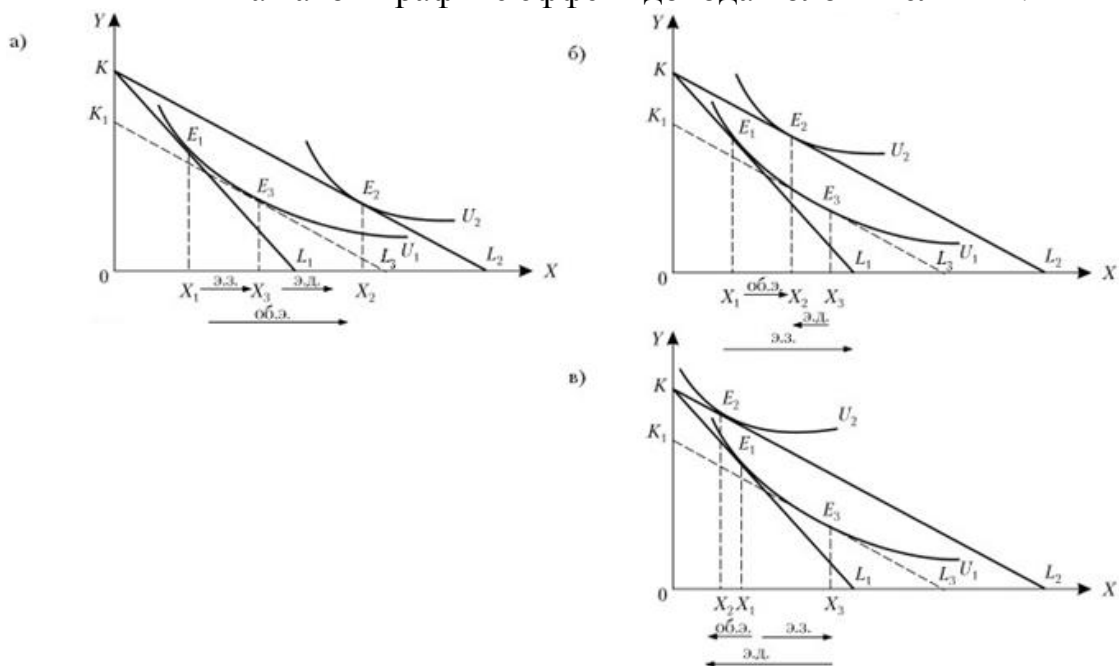 а)
Y
K
K₁
E₁
E₃
E₂
U₂
U₁
0
L₁
L₃
L₂
X
X₁
э.з.
X₃
э.д.
X₂
об.э.
б)
Y
K
K₁
E₁
E₂
U₂
E₃
0
L₁
L₃
U₁
L₂
X
X₁
об.э.
X₂
X₃
э.д.
э.з.
в)
Y
K
K₁
E₂
U₂
E₁
E₃
0
L₁
L₃
U₁
L₂
X
X₂
X₁
X₃
об.э.
э.з.
э.д.